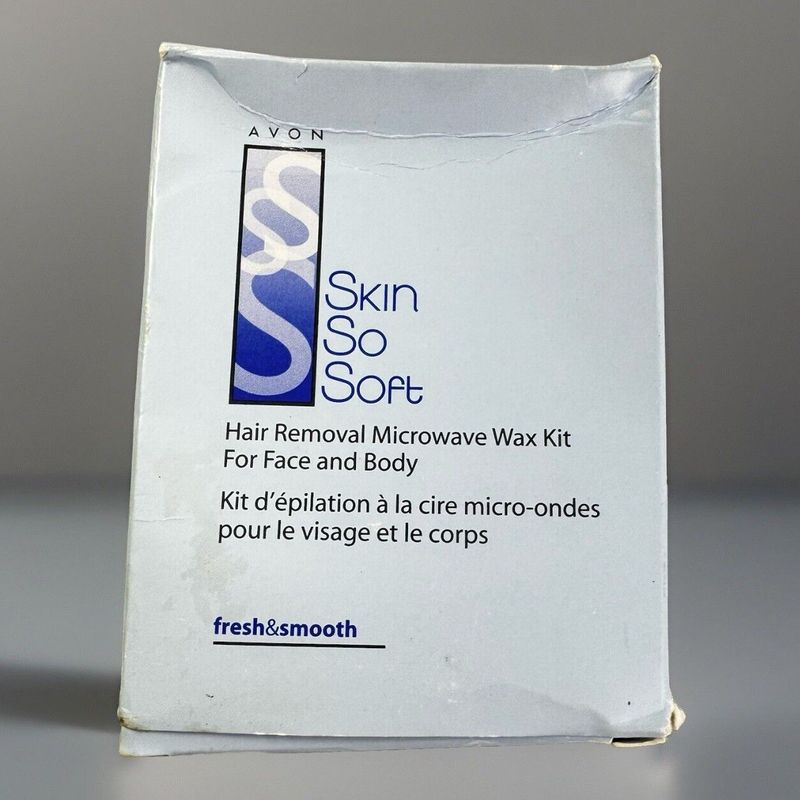 AVON
Skin
So
Soft
Hair Removal Microwave Wax Kit
For Face and Body
Kit d'épilation à la cire micro-ondes
pour le visage et le corps
fresh&smooth